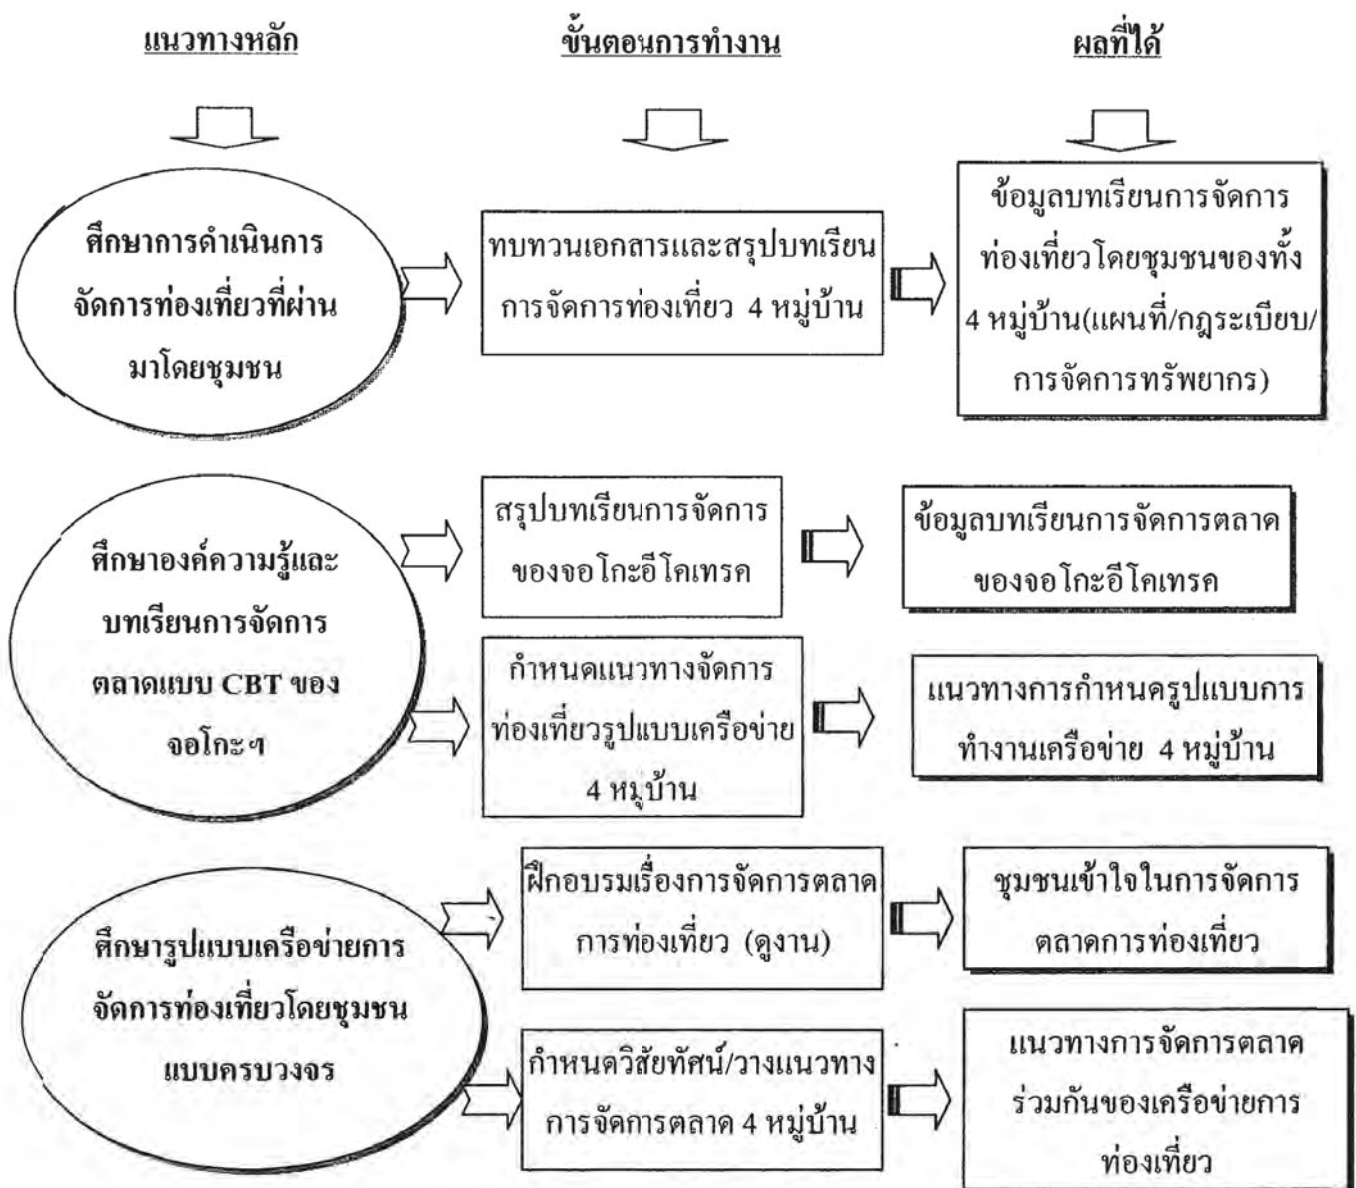 แนวทางหลัก
ขั้นตอนการทำงาน
ผลที่ได้
ศึกษาการดำเนินการ
จัดการท่องเที่ยวที่ผ่าน
มาโดยชุมชน
ทบทวนเอกสารและสรุปบทเรียน
การจัดการท่องเที่ยว 4 หมู่บ้าน
ข้อมูลบทเรียนการจัดการ
ท่องเที่ยวโดยชุมชนของทั้ง
4 หมู่บ้าน(แผนที่/กฎระเบียบ/
การจัดการทรัพยากร)
ศึกษาองค์ความรู้และ
บทเรียนการจัดการ
ตลาดแบบ CBT ของ
จอโกะฯ
สรุปบทเรียนการจัดการ
ของจอโกะอีโคเทรค
ข้อมูลบทเรียนการจัดการตลาด
ของจอโกะอีโคเทรค
กำหนดแนวทางจัดการ
ท่องเที่ยวรูปแบบเครือข่าย
4 หมู่บ้าน
แนวทางการกำหนดรูปแบบการ
ทำงานเครือข่าย 4 หมู่บ้าน
ศึกษารูปแบบเครือข่ายการ
จัดการท่องเที่ยวโดยชุมชน
แบบครบวงจร
ฝึกอบรมเรื่องการจัดการตลาด
การท่องเที่ยว (ดูงาน)
ชุมชนเข้าใจในการจัดการ
ตลาดการท่องเที่ยว
กำหนดวิสัยทัศน์/วางแนวทาง
การจัดการตลาด 4 หมู่บ้าน
แนวทางการจัดการตลาด
ร่วมกันของเครือข่ายการ
ท่องเที่ยว